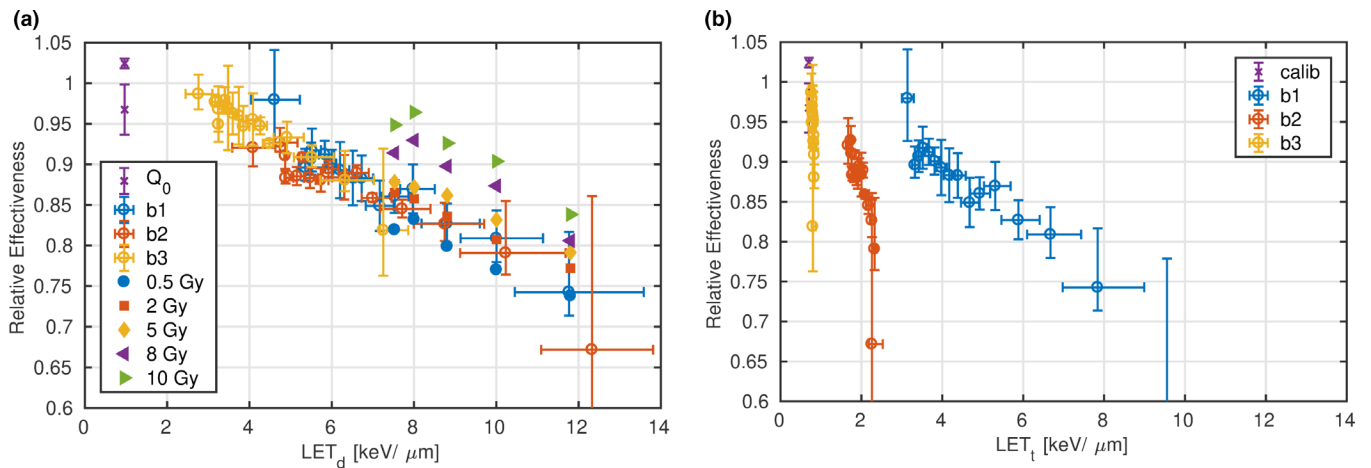 (a)
1.05
1
0.95
0.9
0.85
0.8
0.75
0.7
0.65
0.6
Relative Effectiveness
0 2 4 6 8 10 12 14
LET_d [keV/ μm]
Q_0
b1
b2
b3
0.5 Gy
2 Gy
5 Gy
8 Gy
10 Gy
(b)
1.05
1
0.95
0.9
0.85
0.8
0.75
0.7
0.65
0.6
Relative Effectiveness
0 2 4 6 8 10 12 14
LET_t [keV/ μm]
calib
b1
b2
b3